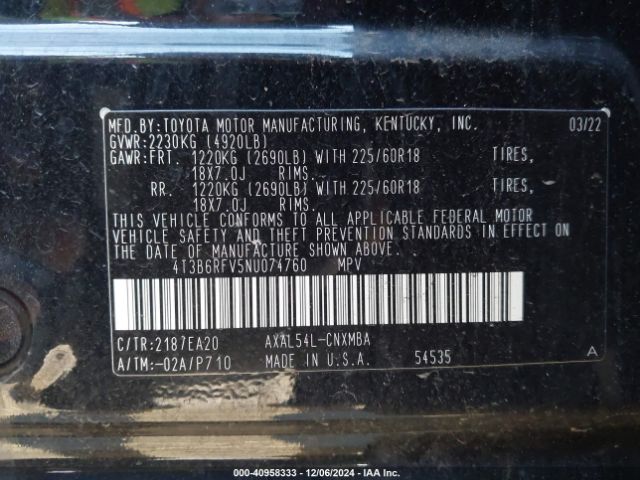 MFD.BY:TOYOTA MOTOR MANUFACTURING, KENTUCKY, INC. 03/22
GVWR:2230KG (4920LB)
GAWR:FRT. 1220KG (2690LB) WITH 225/60R18 TIRES,
18X7.0J RIMS.
RR. 1220KG (2690LB) WITH 225/60R18 TIRES,
18X7.0J RIMS.
THIS VEHICLE CONFORMS TO ALL APPLICABLE FEDERAL MOTOR
VEHICLE SAFETY AND THEFT PREVENTION STANDARDS IN EFFECT ON
THE DATE OF MANUFACTURE SHOWN ABOVE.
4T3B6RFV5NU074760 MPV
C/TR:2187EA20 AXAL54L-CNXMBA
A/TM:-02A/P710 MADE IN U.S.A. 54535 A
000-40958333 - 12/06/2024 - IAA Inc.